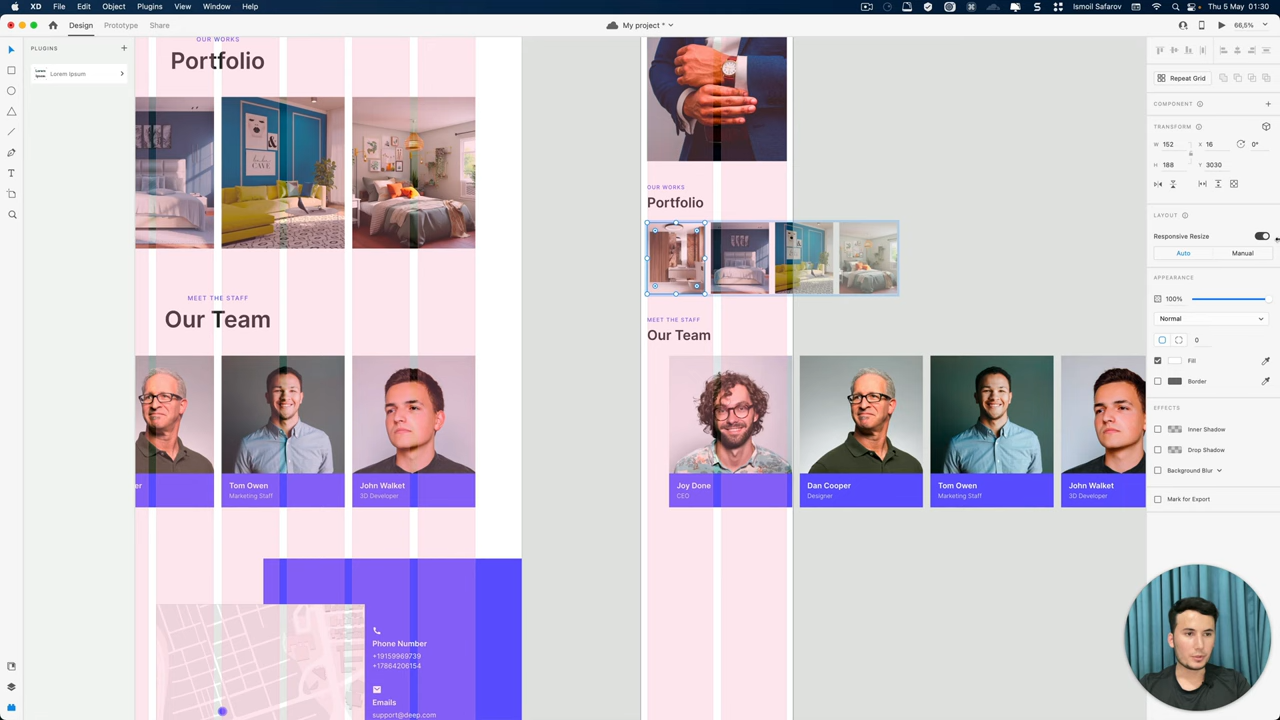 XD File Edit Object Plugins View Window Help
Ismoil Safarov Thu 5 May 01:30
Design Prototype Share
My project *
66,5%
PLUGINS
Lorem Ipsum
Lorem Ipsum
OUR WORKS
Portfolio
MEET THE STAFF
Our Team
er
Tom Owen
Marketing Staff
John Walket
3D Developer
Phone Number
+19159969739
+17864206154
Emails
support@deep.com
OUR WORKS
Portfolio
MEET THE STAFF
Our Team
Joy Done
CEO
Dan Cooper
Designer
Tom Owen
Marketing Staff
John Walket
3D Developer
Repeat Grid
COMPONENT
TRANSFORM
W 152 X 16 0°
H 188 Y 3030
LAYOUT
Responsive Resize
Auto Manual
APPEARANCE
100%
Normal
0
Fill
Border
EFFECTS
Inner Shadow
Drop Shadow
Background Blur
Mark for Export